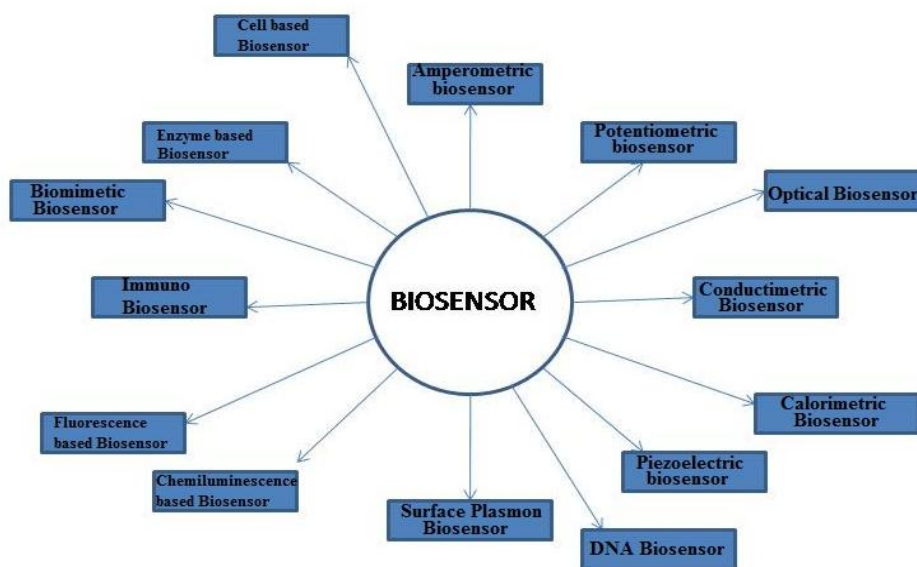 Cell based
Biosensor
Amperometric
biosensor
Enzyme based
Biosensor
Potentiometric
biosensor
Biomimetic
Biosensor
Optical Biosensor
Immuno
Biosensor
BIOSENSOR
Conductimetric
Biosensor
Calorimetric
Biosensor
Fluorescence
based Biosensor
Chemiluminescence
based Biosensor
Piezoelectric
biosensor
Surface Plasmon
Biosensor
DNA Biosensor